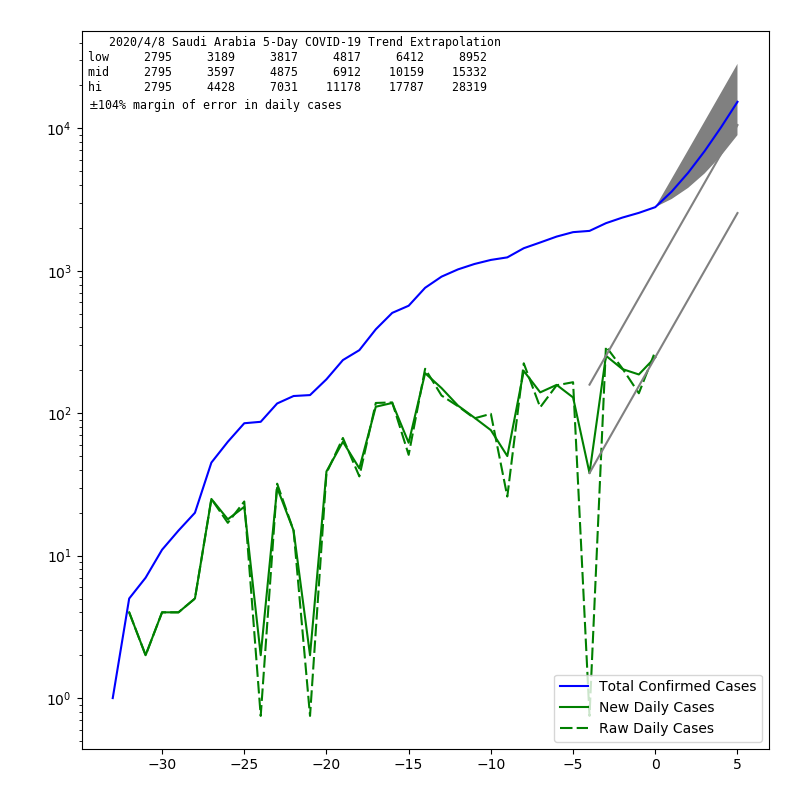 2020/4/8 Saudi Arabia 5-Day COVID-19 Trend Extrapolation
low 2795 3189 3817 4817 6412 8952
mid 2795 3597 4875 6912 10159 15332
hi 2795 4428 7031 11178 17787 28319
±104% margin of error in daily cases
10⁴
10³
10²
10¹
10⁰
Total Confirmed Cases
New Daily Cases
Raw Daily Cases
−30 −25 −20 −15 −10 −5 0 5